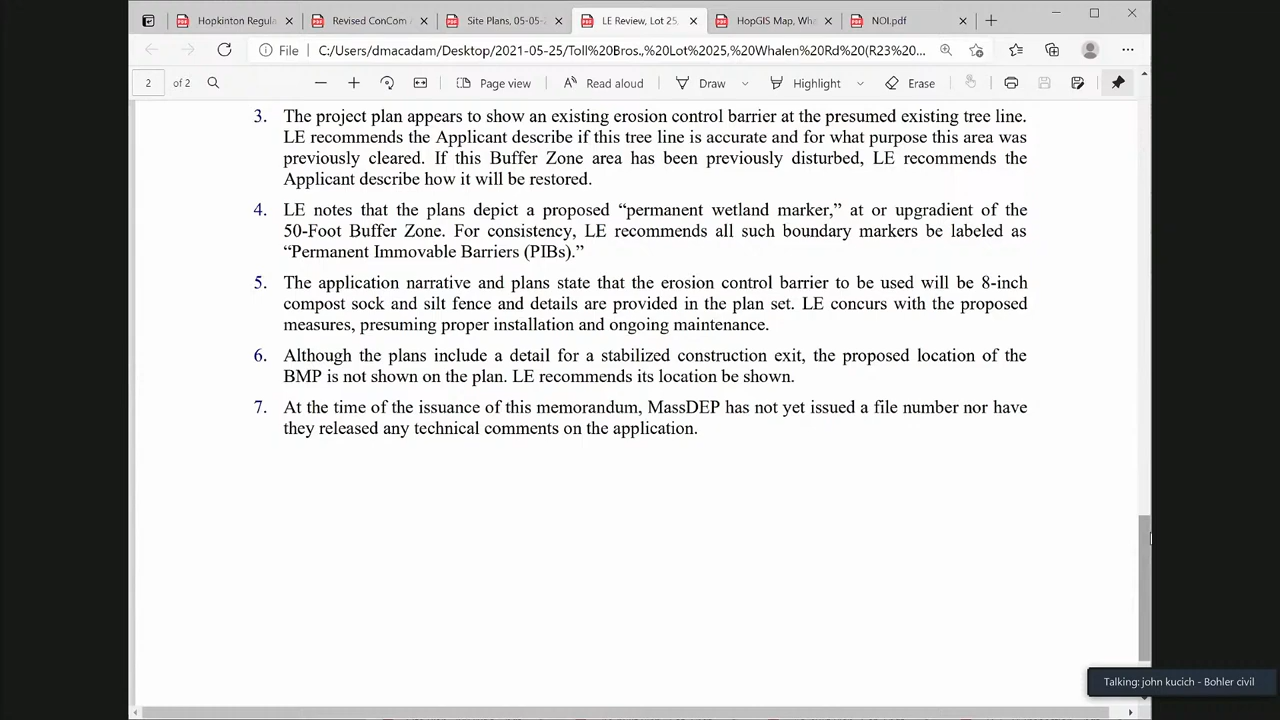 Hopkinton Regula
Revised ConCom
Site Plans, 05-05-
LE Review, Lot 25,
HopGIS Map, Wha
NOI.pdf
File C:/Users/dmacadam/Desktop/2021-05-25/Toll%20Bros.,%20Lot%2025,%20Whalen%20Rd%20(R23%20...
2 of 2 Page view Read aloud Draw Highlight Erase
3. The project plan appears to show an existing erosion control barrier at the presumed existing tree line.
LE recommends the Applicant describe if this tree line is accurate and for what purpose this area was
previously cleared. If this Buffer Zone area has been previously disturbed, LE recommends the
Applicant describe how it will be restored.
4. LE notes that the plans depict a proposed “permanent wetland marker,” at or upgradient of the
50-Foot Buffer Zone. For consistency, LE recommends all such boundary markers be labeled as
“Permanent Immovable Barriers (PIBs).”
5. The application narrative and plans state that the erosion control barrier to be used will be 8-inch
compost sock and silt fence and details are provided in the plan set. LE concurs with the proposed
measures, presuming proper installation and ongoing maintenance.
6. Although the plans include a detail for a stabilized construction exit, the proposed location of the
BMP is not shown on the plan. LE recommends its location be shown.
7. At the time of the issuance of this memorandum, MassDEP has not yet issued a file number nor have
they released any technical comments on the application.
Talking: john kucich - Bohler civil